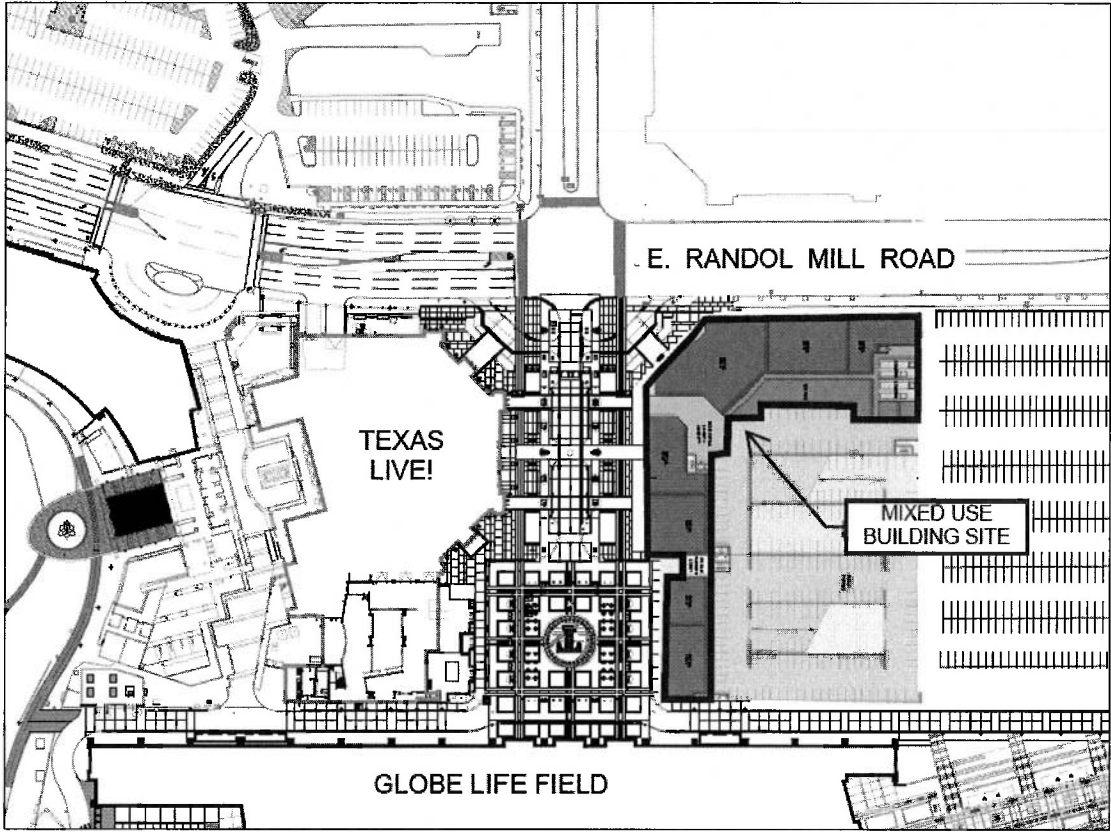 E. RANDOL MILL ROAD
TEXAS
LIVE!
MIXED USE
BUILDING SITE
GLOBE LIFE FIELD